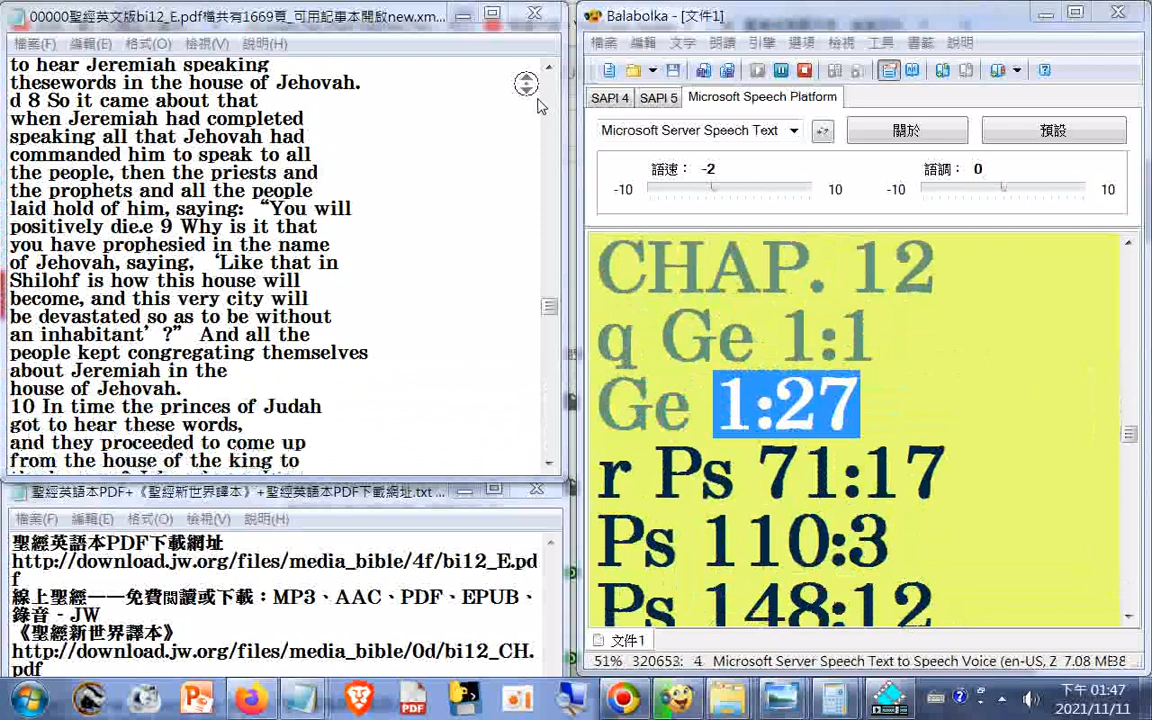 00000聖經英文版bi12_E.pdf檔共有1669頁_可用記事本開啟new.xm...
檔案(F) 編輯(E) 格式(O) 檢視(V) 說明(H)
to hear Jeremiah speaking
thesewords in the house of Jehovah.
d 8 So it came about that
when Jeremiah had completed
speaking all that Jehovah had
commanded him to speak to all
the people, then the priests and
the prophets and all the people
laid hold of him, saying: “You will
positively die.e 9 Why is it that
you have prophesied in the name
of Jehovah, saying, ‘Like that in
Shilohf is how this house will
become, and this very city will
be devastated so as to be without
an inhabitant’?” And all the
people kept congregating themselves
about Jeremiah in the
house of Jehovah.
10 In time the princes of Judah
got to hear these words,
and they proceeded to come up
from the house of the king to
聖經英語本PDF+《聖經新世界譯本》+聖經英語本PDF下載網址.txt ...
檔案(F) 編輯(E) 格式(O) 檢視(V) 說明(H)
聖經英語本PDF下載網址
http://download.jw.org/files/media_bible/4f/bi12_E.pd
f
線上聖經——免費閱讀或下載：MP3、AAC、PDF、EPUB、
錄音 - JW
《聖經新世界譯本》
http://download.jw.org/files/media_bible/0d/bi12_CH.
pdf
Balabolka - [文件1]
檔案 編輯 文字 朗讀 引擎 選項 檢視 工具 書籤 說明
SAPI 4 SAPI 5 Microsoft Speech Platform
Microsoft Server Speech Text 關於 預設
語速： -2 語調： 0
-10 10 -10 10
CHAP. 12
q Ge 1:1
Ge 1:27
r Ps 71:17
Ps 110:3
Ps 148:12
文件1
51% 320653: 4 Microsoft Server Speech Text to Speech Voice (en-US, Z 7.08 MB
下午 01:47
2021/11/11